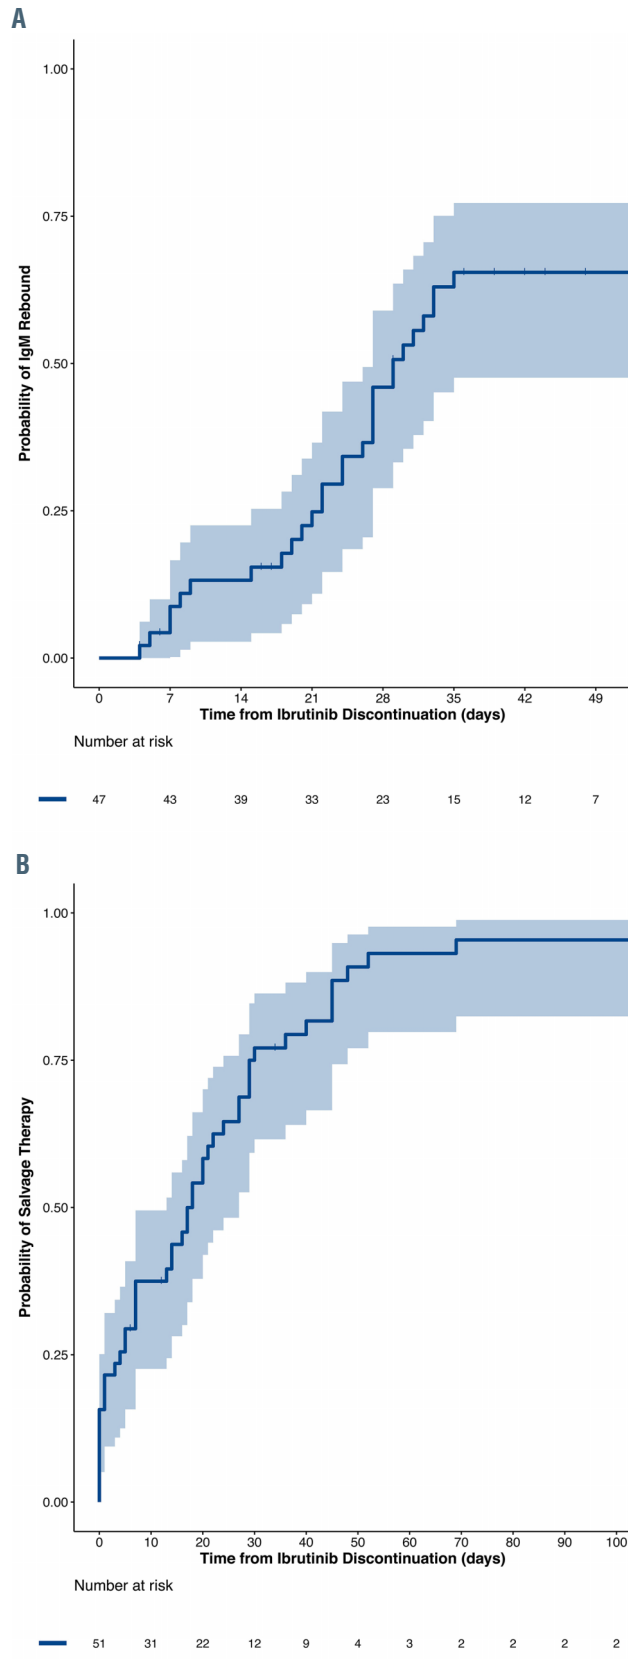 A
1.00
0.75
0.50
0.25
0.00
Probability of IgM Rebound
0 7 14 21 28 35 42 49
Time from Ibrutinib Discontinuation (days)
Number at risk
47 43 39 33 23 15 12 7
B
1.00
0.75
0.50
0.25
0.00
Probability of Salvage Therapy
0 10 20 30 40 50 60 70 80 90 100
Time from Ibrutinib Discontinuation (days)
Number at risk
51 31 22 12 9 4 3 2 2 2 2